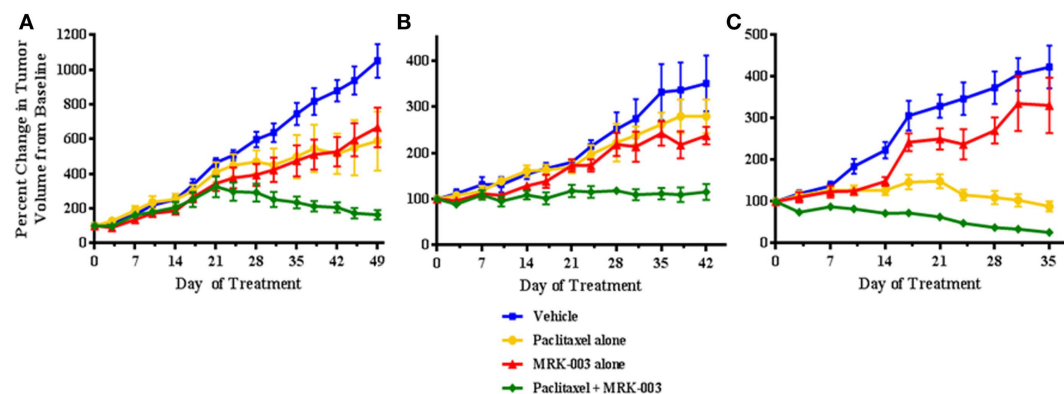 A
B
C
Percent Change in Tumor
Volume from Baseline
1200
1000
800
600
400
200
0
0 7 14 21 28 35 42 49
Day of Treatment
400
300
200
100
0
0 7 14 21 28 35 42
Day of Treatment
500
400
300
200
100
0
0 7 14 21 28 35
Day of Treatment
Vehicle
Paclitaxel alone
MRK-003 alone
Paclitaxel + MRK-003